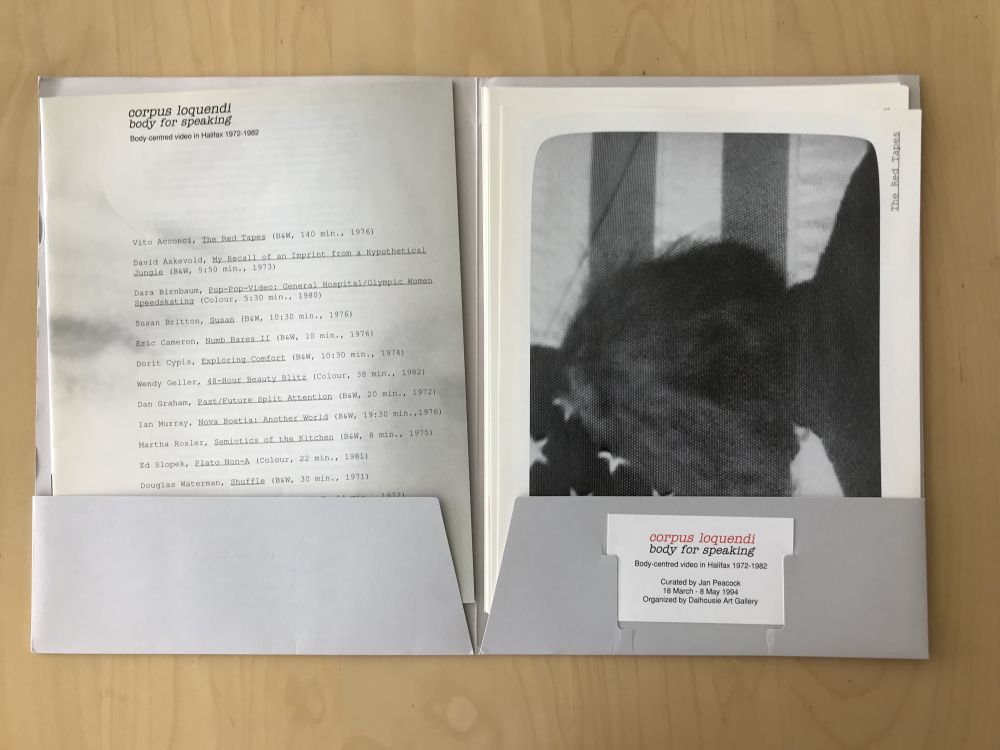 corpus loquendi
body for speaking
Body-centred video in Halifax 1972-1982
Vito Acconci, The Red Tapes (B&W, 140 min., 1976)
David Askevold, My Recall of an Imprint from a Hypothetical
Jungle (B&W, 5:50 min., 1973)
Dara Birnbaum, Pop-Pop-Video: General Hospital/Olympic Women
Speedskating (Colour, 5:30 min., 1980)
Susan Britton, Susan (B&W, 10:30 min., 1976)
Eric Cameron, Numb Bares II (B&W, 10 min., 1976)
Dorit Cypis, Exploring Comfort (B&W, 10:30 min., 1974)
Wendy Geller, 48-Hour Beauty Blitz (Colour, 38 min., 1982)
Dan Graham, Past/Future Split Attention (B&W, 20 min., 1972)
Ian Murray, Nova Boetia: Another World (B&W, 19:30 min.,1976)
Martha Rosler, Semiotics of the Kitchen (B&W, 8 min., 1975)
Ed Slopek, Plato Non-A (Colour, 22 min., 1981)
Douglas Waterman, Shuffle (B&W, 30 min., 1971)
The Red Tapes
corpus loquendi
body for speaking
Body-centred video in Halifax 1972-1982
Curated by Jan Peacock
18 March - 8 May 1994
Organized by Dalhousie Art Gallery